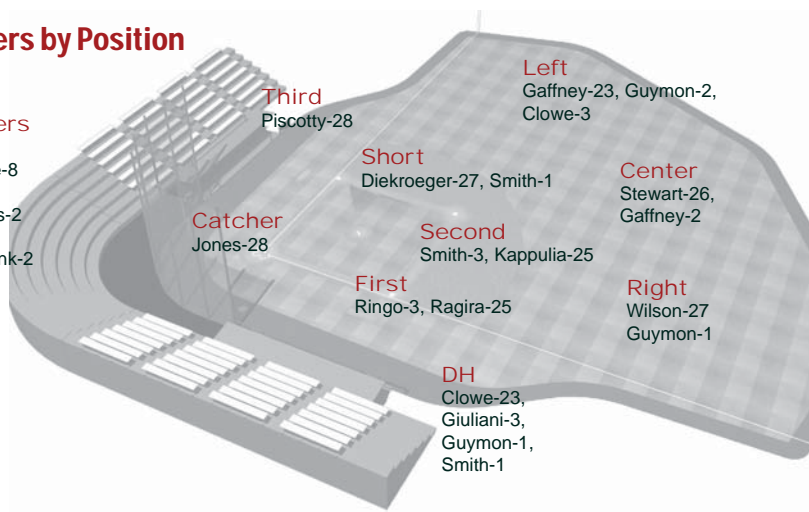 ers by Position
Third
Piscotty-28
Left
Gaffney-23, Guymon-2,
Clowe-3
ers
e-8
s-2
nk-2
Short
Diekroeger-27, Smith-1
Center
Stewart-26,
Gaffney-2
Catcher
Jones-28
Second
Smith-3, Kappulia-25
First
Ringo-3, Ragira-25
Right
Wilson-27
Guymon-1
DH
Clowe-23,
Giuliani-3,
Guymon-1,
Smith-1